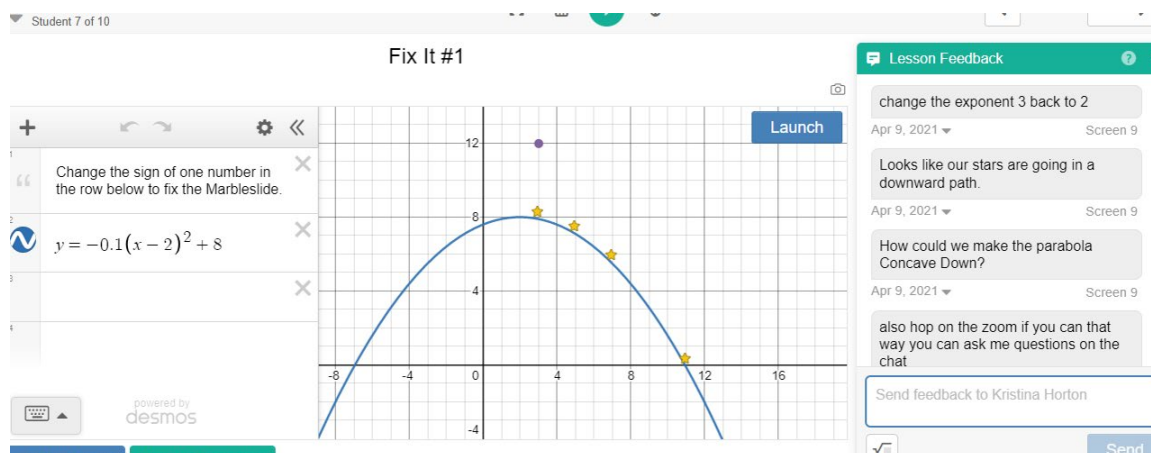 Student 7 of 10
Fix It #1
Lesson Feedback
?
change the exponent 3 back to 2
Apr 9, 2021
Screen 9
Looks like our stars are going in a
downward path.
Apr 9, 2021
Screen 9
How could we make the parabola
Concave Down?
Apr 9, 2021
Screen 9
also hop on the zoom if you can that
way you can ask me questions on the
chat
Send feedback to Kristina Horton
Send
1
Change the sign of one number in
the row below to fix the Marbleslide.
2
y = −0.1(x − 2)² + 8
3
4
powered by
desmos
Launch
12
8
4
-8
-4
0
4
8
12
16
-4